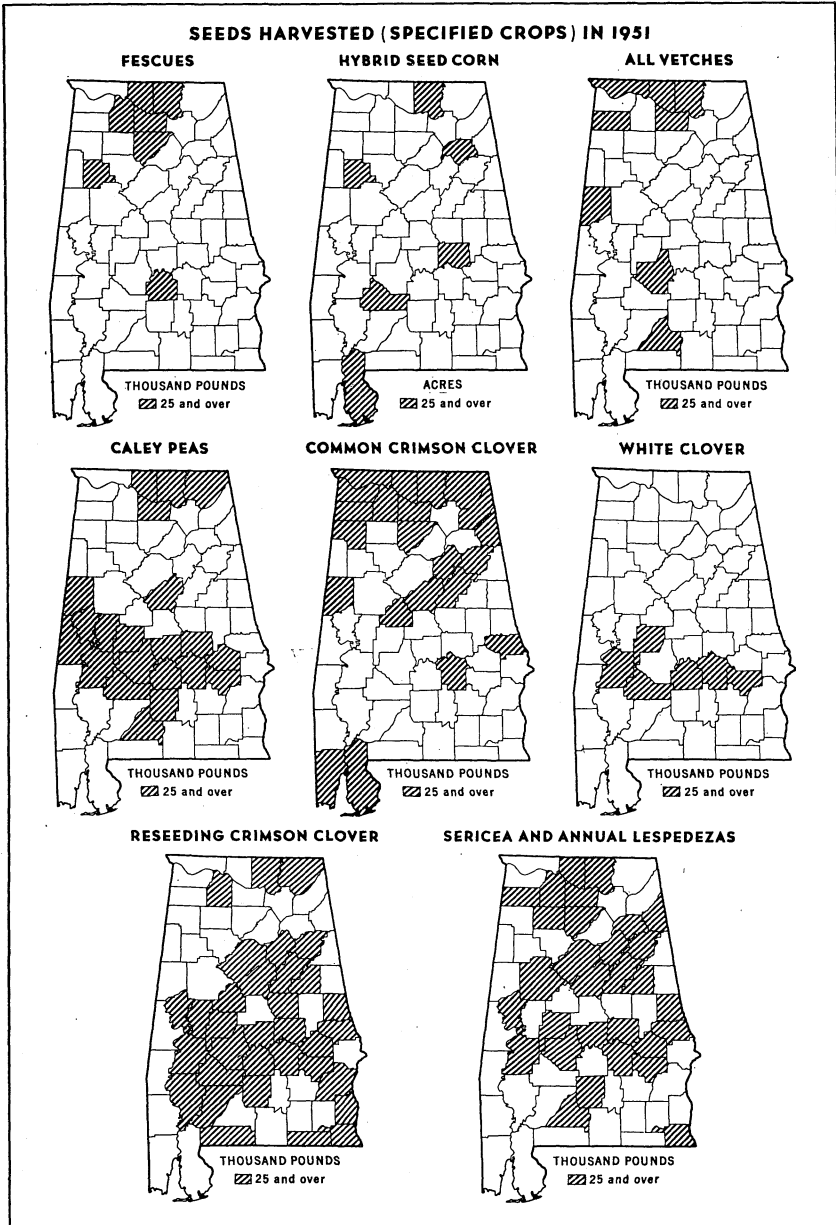 SEEDS HARVESTED (SPECIFIED CROPS) IN 1951
FESCUES
THOUSAND POUNDS
25 and over
HYBRID SEED CORN
ACRES
25 and over
ALL VETCHES
THOUSAND POUNDS
25 and over
CALEY PEAS
THOUSAND POUNDS
25 and over
COMMON CRIMSON CLOVER
THOUSAND POUNDS
25 and over
WHITE CLOVER
THOUSAND POUNDS
25 and over
RESEEDING CRIMSON CLOVER
THOUSAND POUNDS
25 and over
SERICEA AND ANNUAL LESPEDEZAS
THOUSAND POUNDS
25 and over